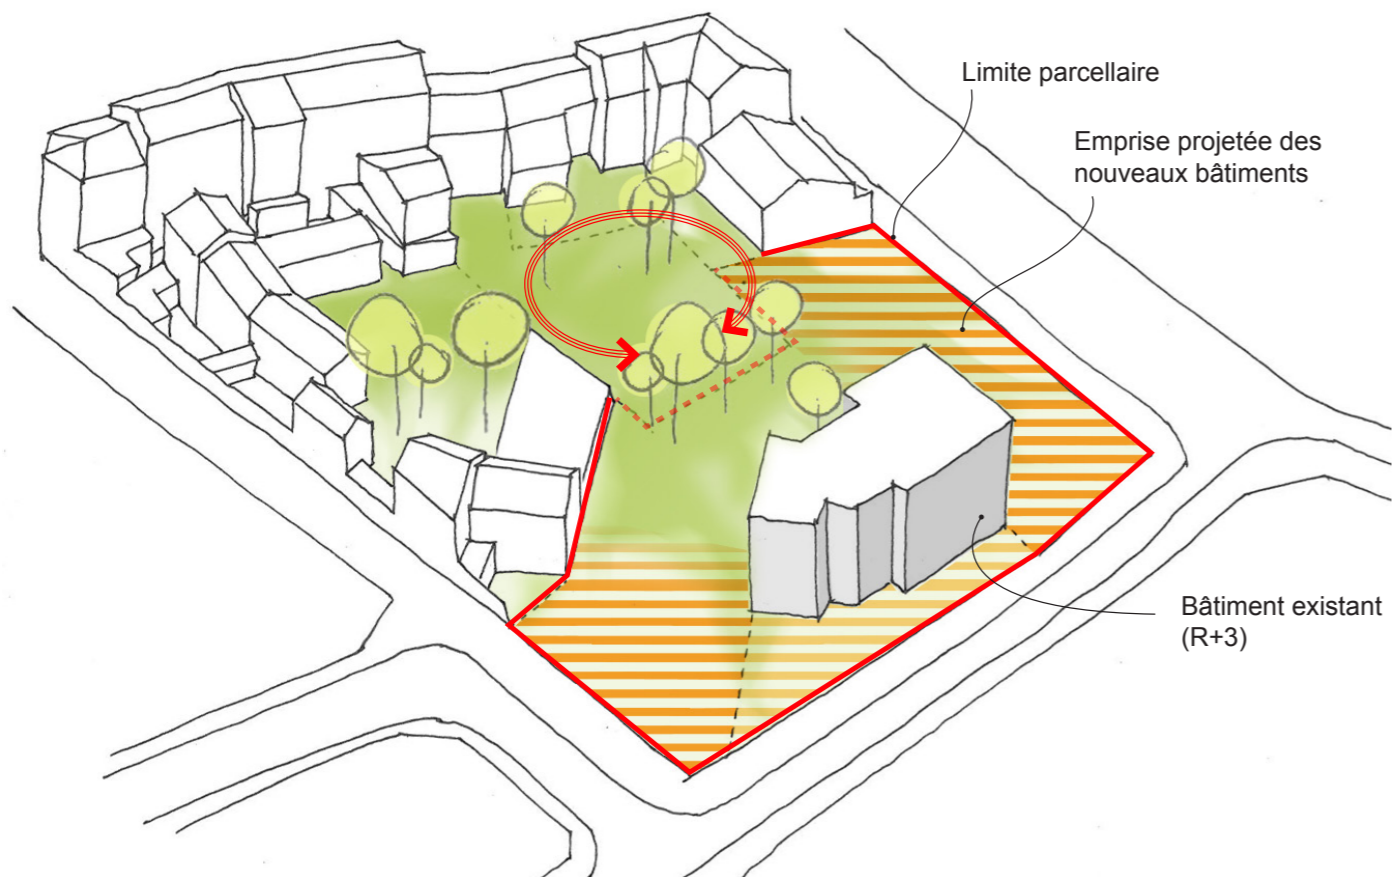 Limite parcellaire
Emprise projetée des
nouveaux bâtiments
Bâtiment existant
(R+3)